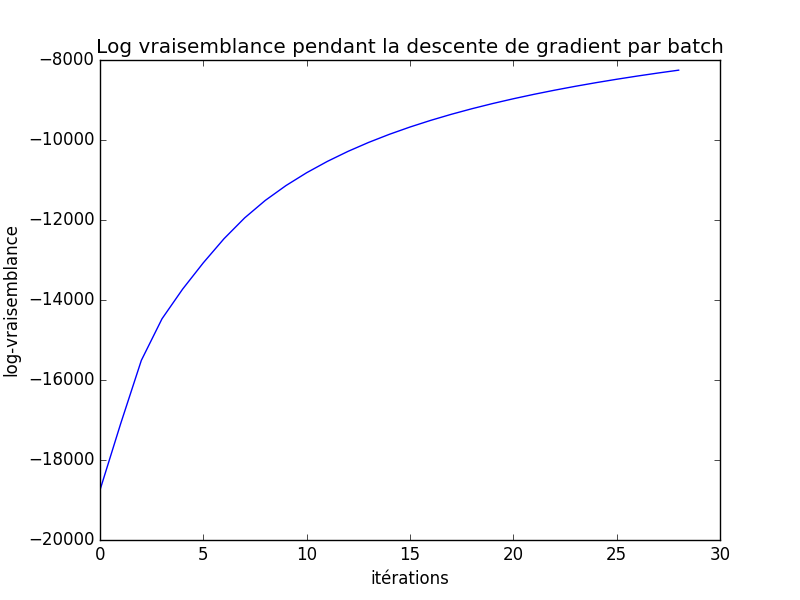 Log vraisemblance pendant la descente de gradient par batch
−8000
−10000
−12000
−14000
−16000
−18000
−20000
log-vraisemblance
0 5 10 15 20 25 30
itérations